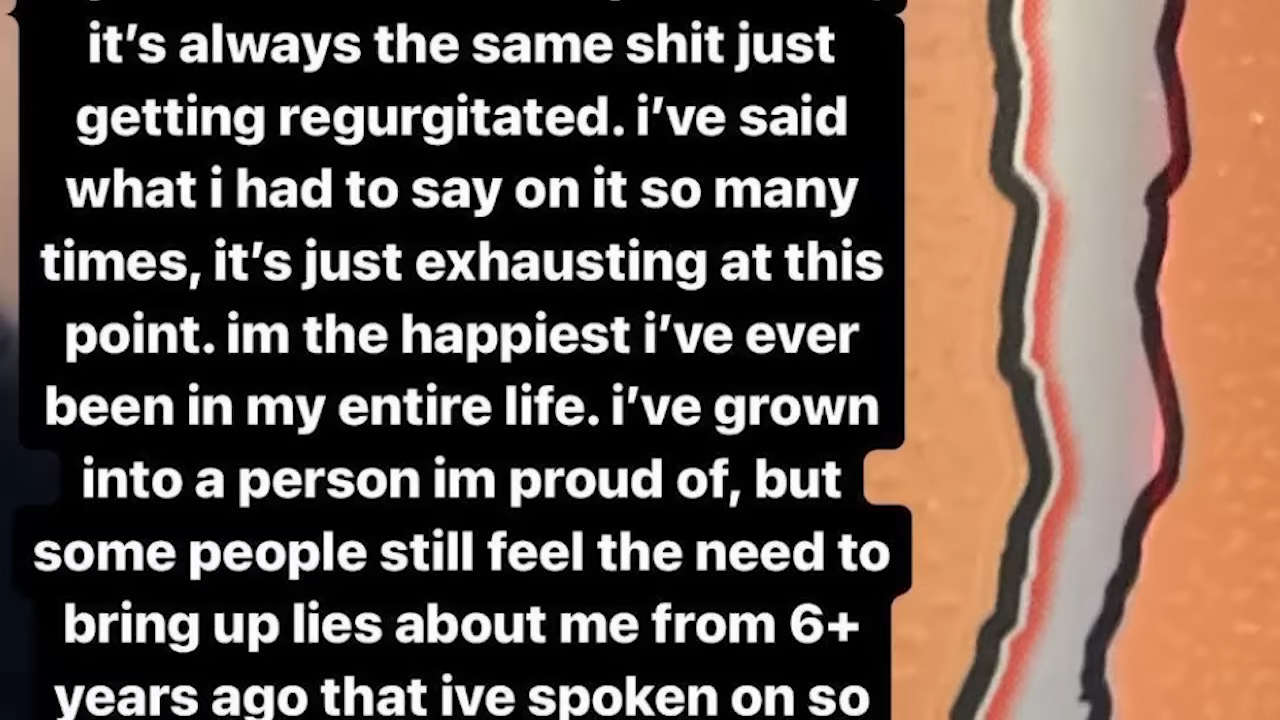 it’s always the same shit just
getting regurgitated. i’ve said
what i had to say on it so many
times, it’s just exhausting at this
point. im the happiest i’ve ever
been in my entire life. i’ve grown
into a person im proud of, but
some people still feel the need to
bring up lies about me from 6+
years ago that ive spoken on so